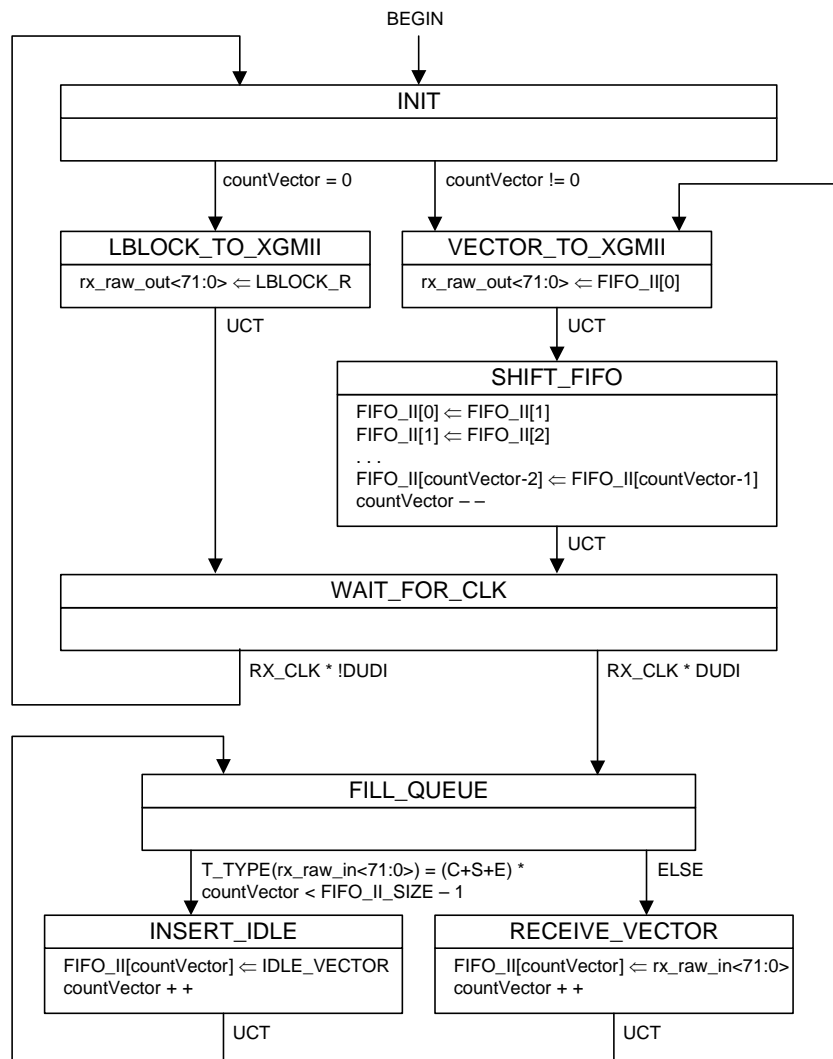 BEGIN
INIT
countVector = 0
countVector != 0
LBLOCK_TO_XGMII
rx_raw_out<71:0> ⇐ LBLOCK_R
VECTOR_TO_XGMII
rx_raw_out<71:0> ⇐ FIFO_II[0]
UCT
UCT
SHIFT_FIFO
FIFO_II[0] ⇐ FIFO_II[1]
FIFO_II[1] ⇐ FIFO_II[2]
. . .
FIFO_II[countVector-2] ⇐ FIFO_II[countVector-1]
countVector – –
UCT
WAIT_FOR_CLK
RX_CLK * !DUDI
RX_CLK * DUDI
FILL_QUEUE
T_TYPE(rx_raw_in<71:0>) = (C+S+E) *
countVector < FIFO_II_SIZE – 1
ELSE
INSERT_IDLE
FIFO_II[countVector] ⇐ IDLE_VECTOR
countVector + +
RECEIVE_VECTOR
FIFO_II[countVector] ⇐ rx_raw_in<71:0>
countVector + +
UCT
UCT